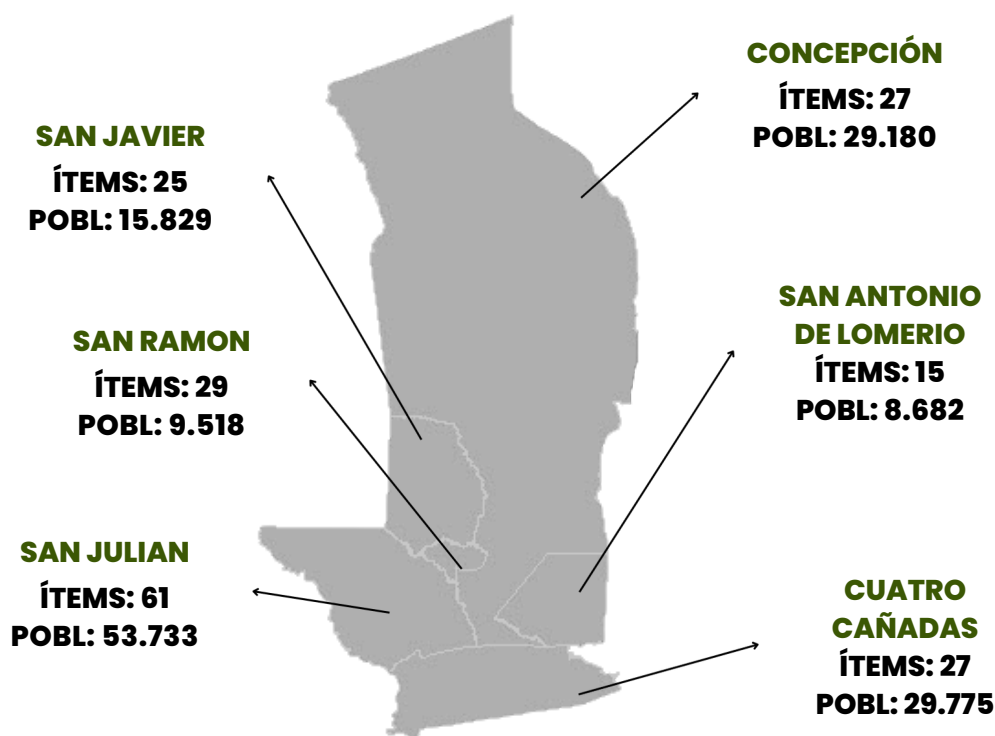 CONCEPCIÓN
ÍTEMS: 27
POBL: 29.180
SAN JAVIER
ÍTEMS: 25
POBL: 15.829
SAN ANTONIO
DE LOMERIO
ÍTEMS: 15
POBL: 8.682
SAN RAMON
ÍTEMS: 29
POBL: 9.518
SAN JULIAN
ÍTEMS: 61
POBL: 53.733
CUATRO
CAÑADAS
ÍTEMS: 27
POBL: 29.775